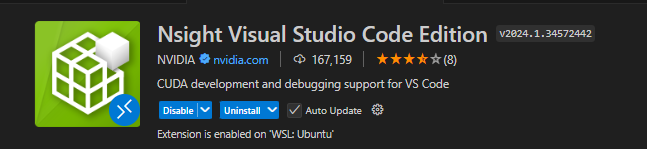 Nsight Visual Studio Code Edition v2024.1.34572442
NVIDIA nvidia.com 167,159 (8)
CUDA development and debugging support for VS Code
Disable Uninstall Auto Update
Extension is enabled on 'WSL: Ubuntu'